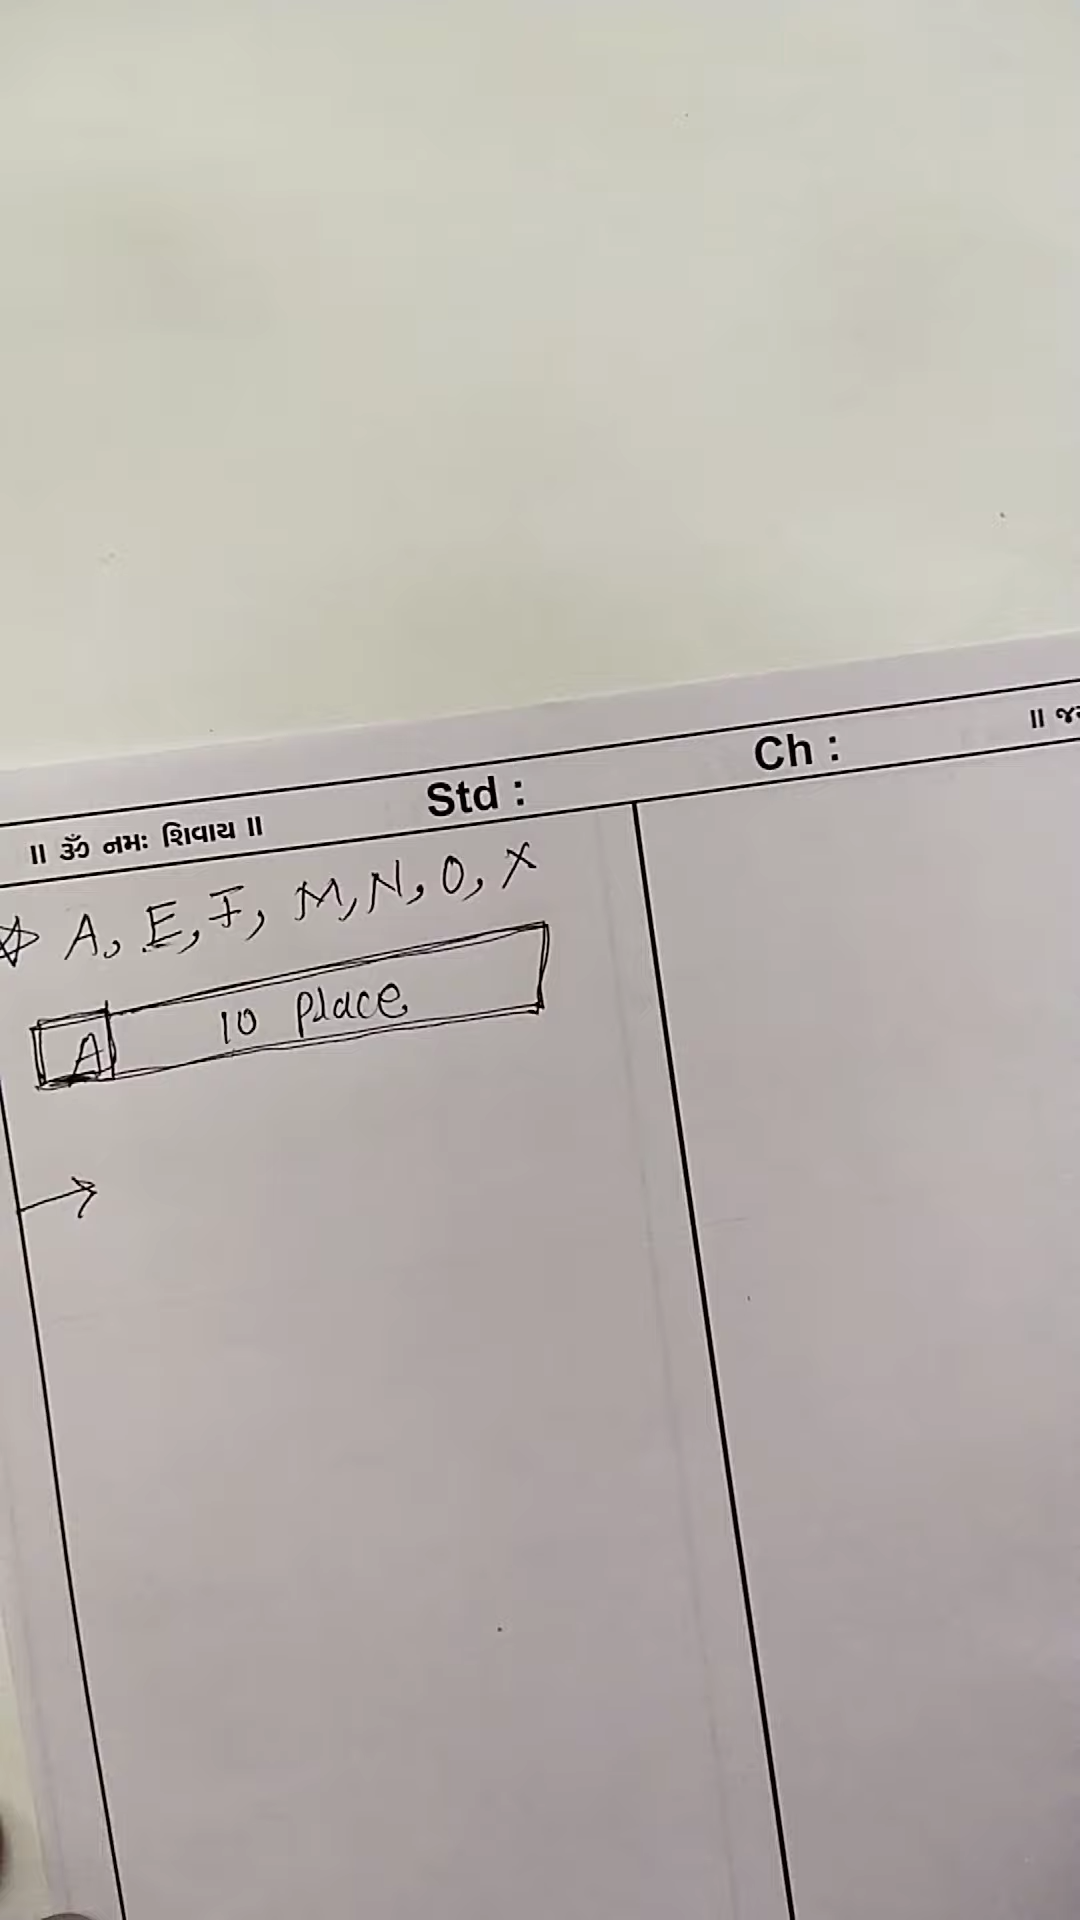 ॥ ૐ નમઃ શિવાય ॥ Std : Ch : ॥
A, E, I, M, N, O, X
A 10 Place